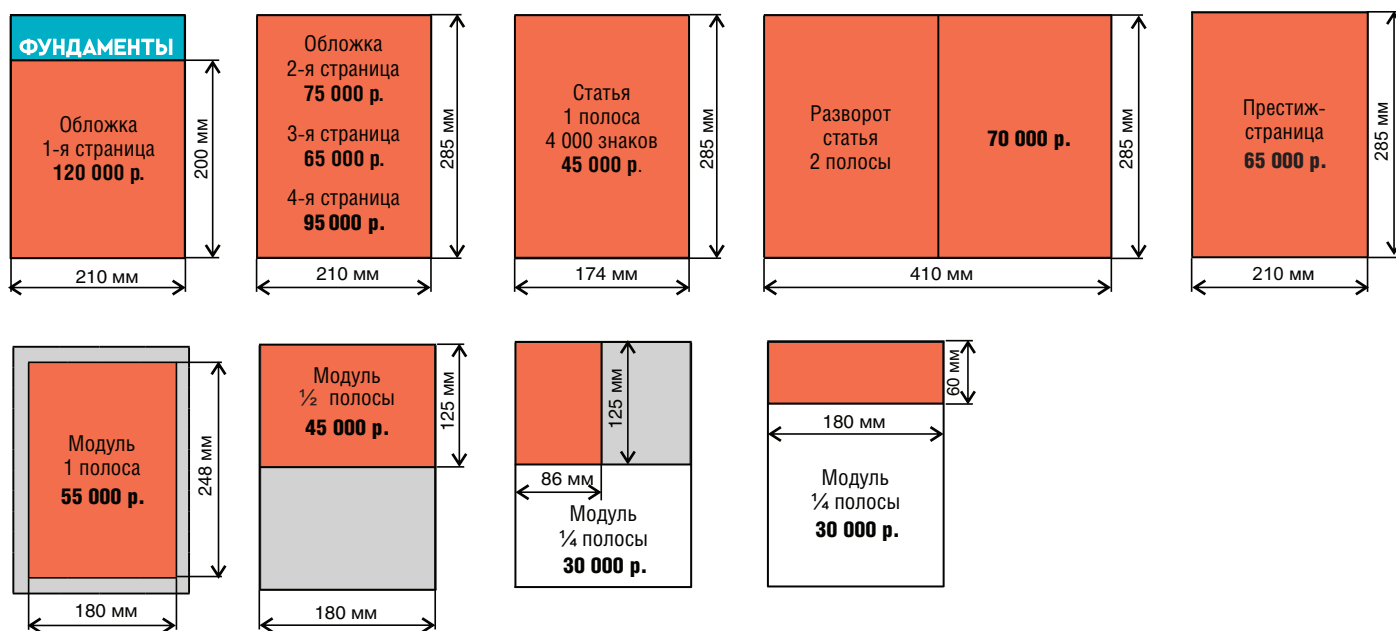 ФУНДАМЕНТЫ
Обложка
1-я страница
120 000 р.
200 мм
210 мм
Обложка
2-я страница
75 000 р.
3-я страница
65 000 р.
4-я страница
95 000 р.
285 мм
210 мм
Статья
1 полоса
4 000 знаков
45 000 р.
285 мм
174 мм
Разворот
статья
2 полосы
70 000 р.
285 мм
410 мм
Престиж-
страница
65 000 р.
285 мм
210 мм
Модуль
1 полоса
55 000 р.
248 мм
180 мм
Модуль
½ полосы
45 000 р.
125 мм
180 мм
125 мм
86 мм
Модуль
¼ полосы
30 000 р.
60 мм
180 мм
Модуль
¼ полосы
30 000 р.